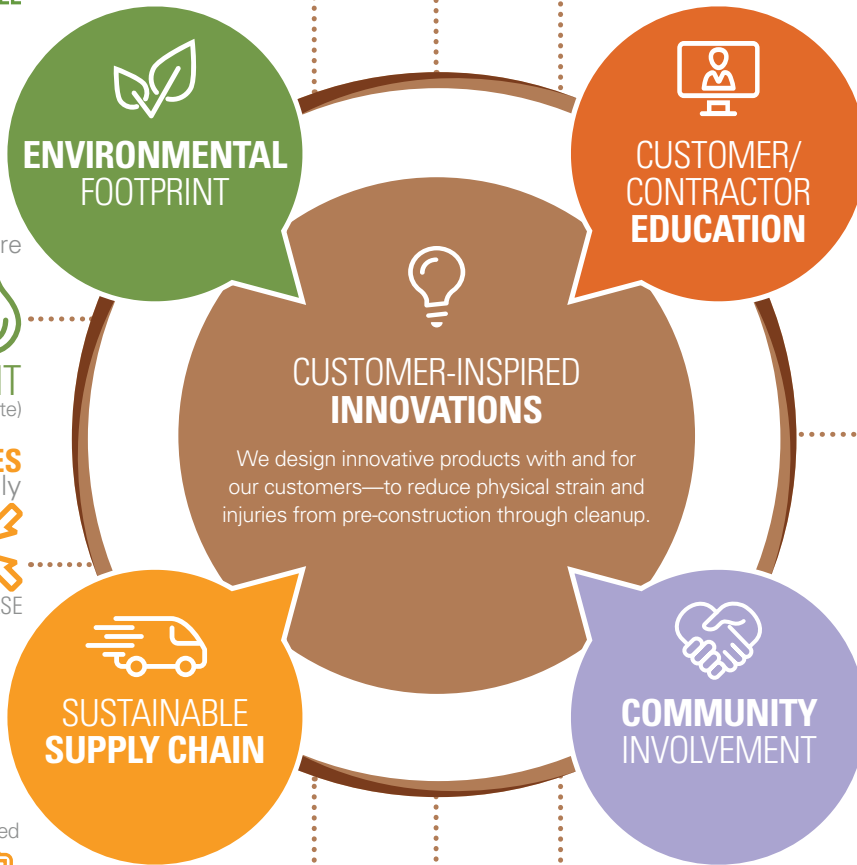 ENVIRONMENTAL
FOOTPRINT
CUSTOMER/
CONTRACTOR
EDUCATION
CUSTOMER-INSPIRED
INNOVATIONS
We design innovative products with and for
our customers—to reduce physical strain and
injuries from pre-construction through cleanup.
SUSTAINABLE
SUPPLY CHAIN
COMMUNITY
INVOLVEMENT